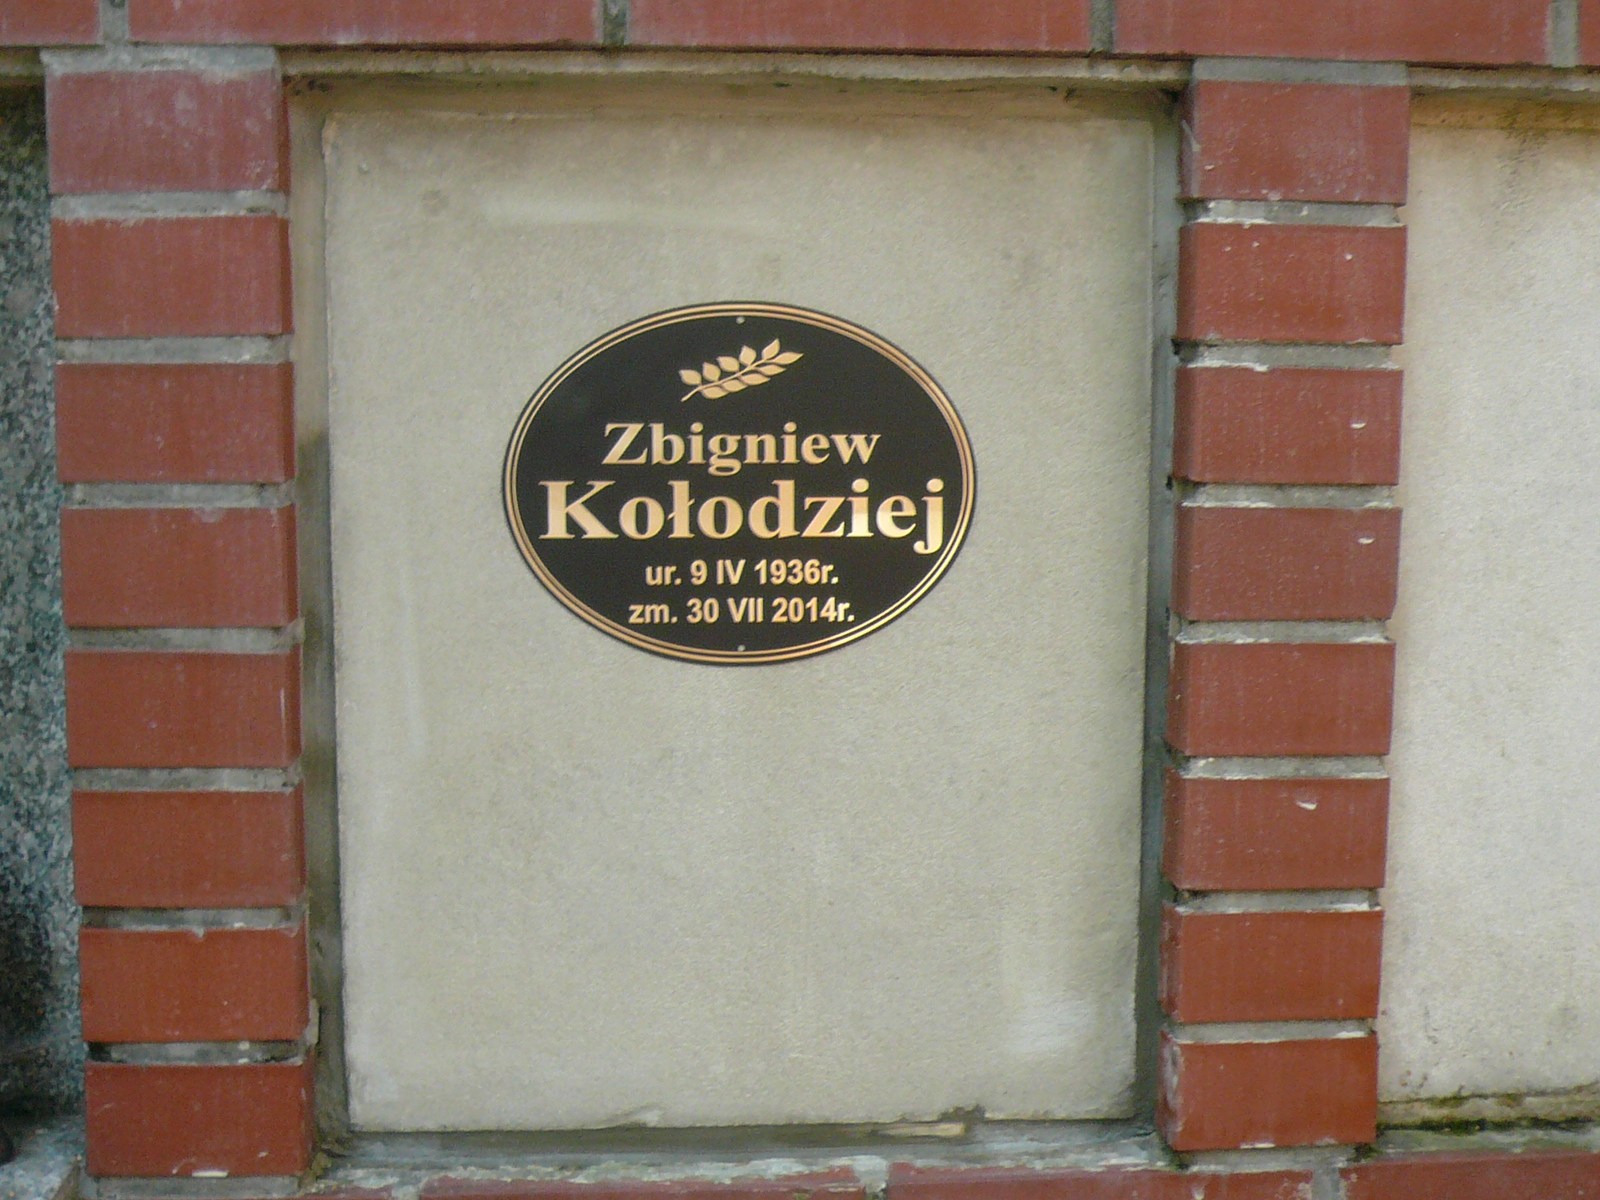 Zbigniew
Kołodziej
ur. 9 IV 1936r.
zm. 30 VII 2014r.